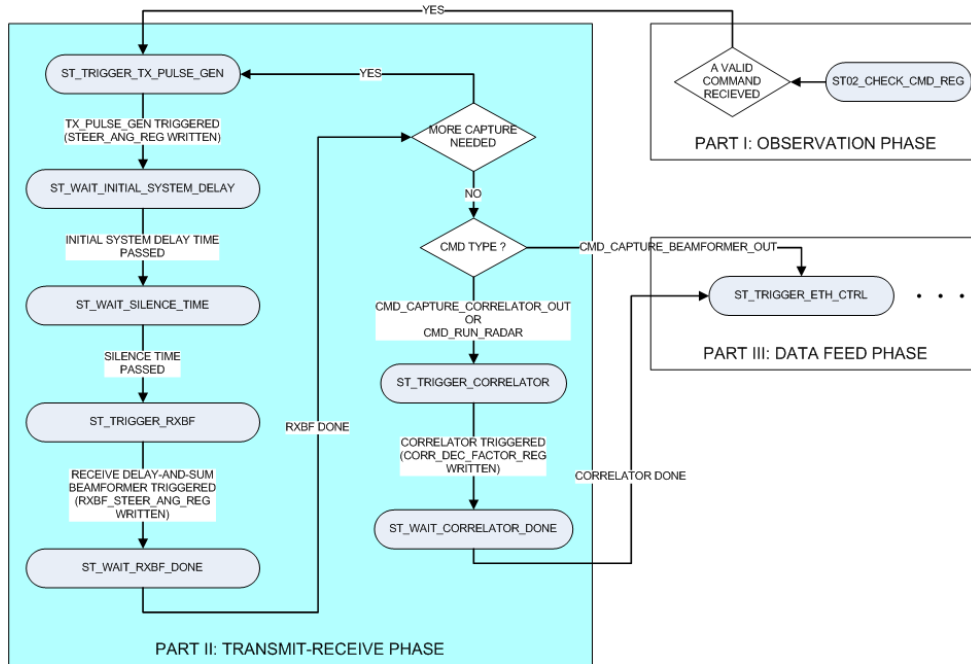 YES
ST_TRIGGER_TX_PULSE_GEN
TX_PULSE_GEN TRIGGERED
(STEER_ANG_REG WRITTEN)
ST_WAIT_INITIAL_SYSTEM_DELAY
INITIAL SYSTEM DELAY TIME
PASSED
ST_WAIT_SILENCE_TIME
SILENCE TIME
PASSED
ST_TRIGGER_RXBF
RECEIVE DELAY-AND-SUM
BEAMFORMER TRIGGERED
(RXBF_STEER_ANG_REG
WRITTEN)
ST_WAIT_RXBF_DONE
RXBF DONE
YES
MORE CAPTURE
NEEDED
NO
CMD TYPE ?
CMD_CAPTURE_BEAMFORMER_OUT
CMD_CAPTURE_CORRELATOR_OUT
OR
CMD_RUN_RADAR
ST_TRIGGER_CORRELATOR
CORRELATOR TRIGGERED
(CORR_DEC_FACTOR_REG
WRITTEN)
ST_WAIT_CORRELATOR_DONE
CORRELATOR DONE
PART II: TRANSMIT-RECEIVE PHASE
A VALID
COMMAND
RECIEVED
ST02_CHECK_CMD_REG
PART I: OBSERVATION PHASE
ST_TRIGGER_ETH_CTRL
. . .
PART III: DATA FEED PHASE